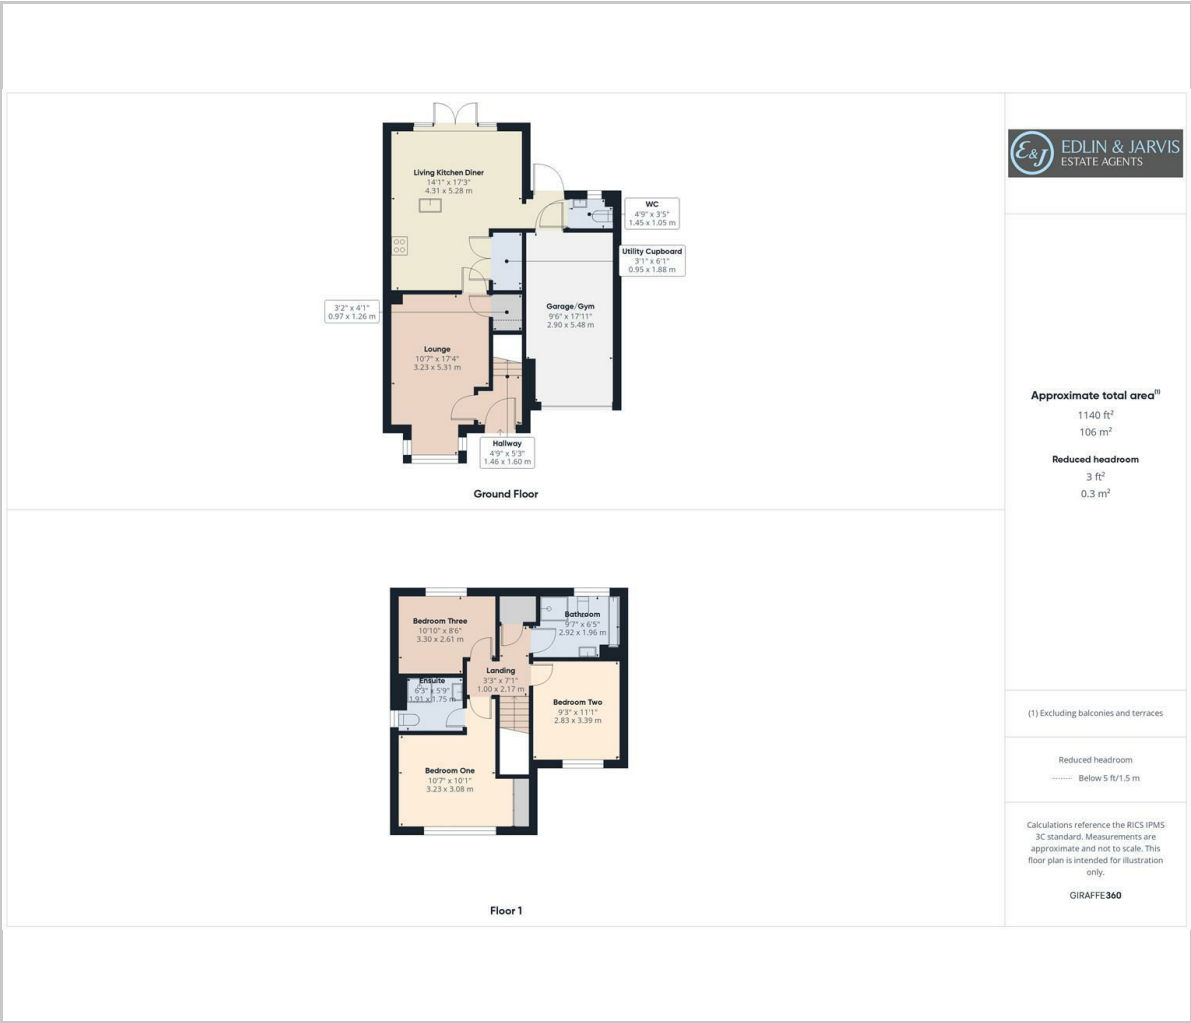 Living Kitchen Diner
14'1" x 17'3"
4.31 x 5.28 m
WC
4'9" x 3'5"
1.45 x 1.05 m
Utility Cupboard
3'1" x 6'1"
0.95 x 1.88 m
3'2" x 4'1"
0.97 x 1.26 m
Garage/Gym
9'6" x 17'11"
2.90 x 5.48 m
Lounge
10'7" x 17'4"
3.23 x 5.31 m
Hallway
4'9" x 5'3"
1.46 x 1.60 m
Ground Floor
Bedroom Three
10'10" x 8'6"
3.30 x 2.61 m
Bathroom
9'7" x 6'5"
2.92 x 1.96 m
Landing
3'3" x 7'1"
1.00 x 2.17 m
Ensuite
6'3" x 5'9"
1.91 x 1.75 m
Bedroom Two
9'3" x 11'1"
2.83 x 3.39 m
Bedroom One
10'7" x 10'1"
3.23 x 3.08 m
Floor 1
E&J
EDLIN & JARVIS
ESTATE AGENTS
Approximate total area(1)
1140 ft²
106 m²
Reduced headroom
3 ft²
0.3 m²
(1) Excluding balconies and terraces
Reduced headroom
Below 5 ft/1.5 m
Calculations reference the RICS IPMS
3C standard. Measurements are
approximate and not to scale. This
floor plan is intended for illustration
only.
GIRAFFE360